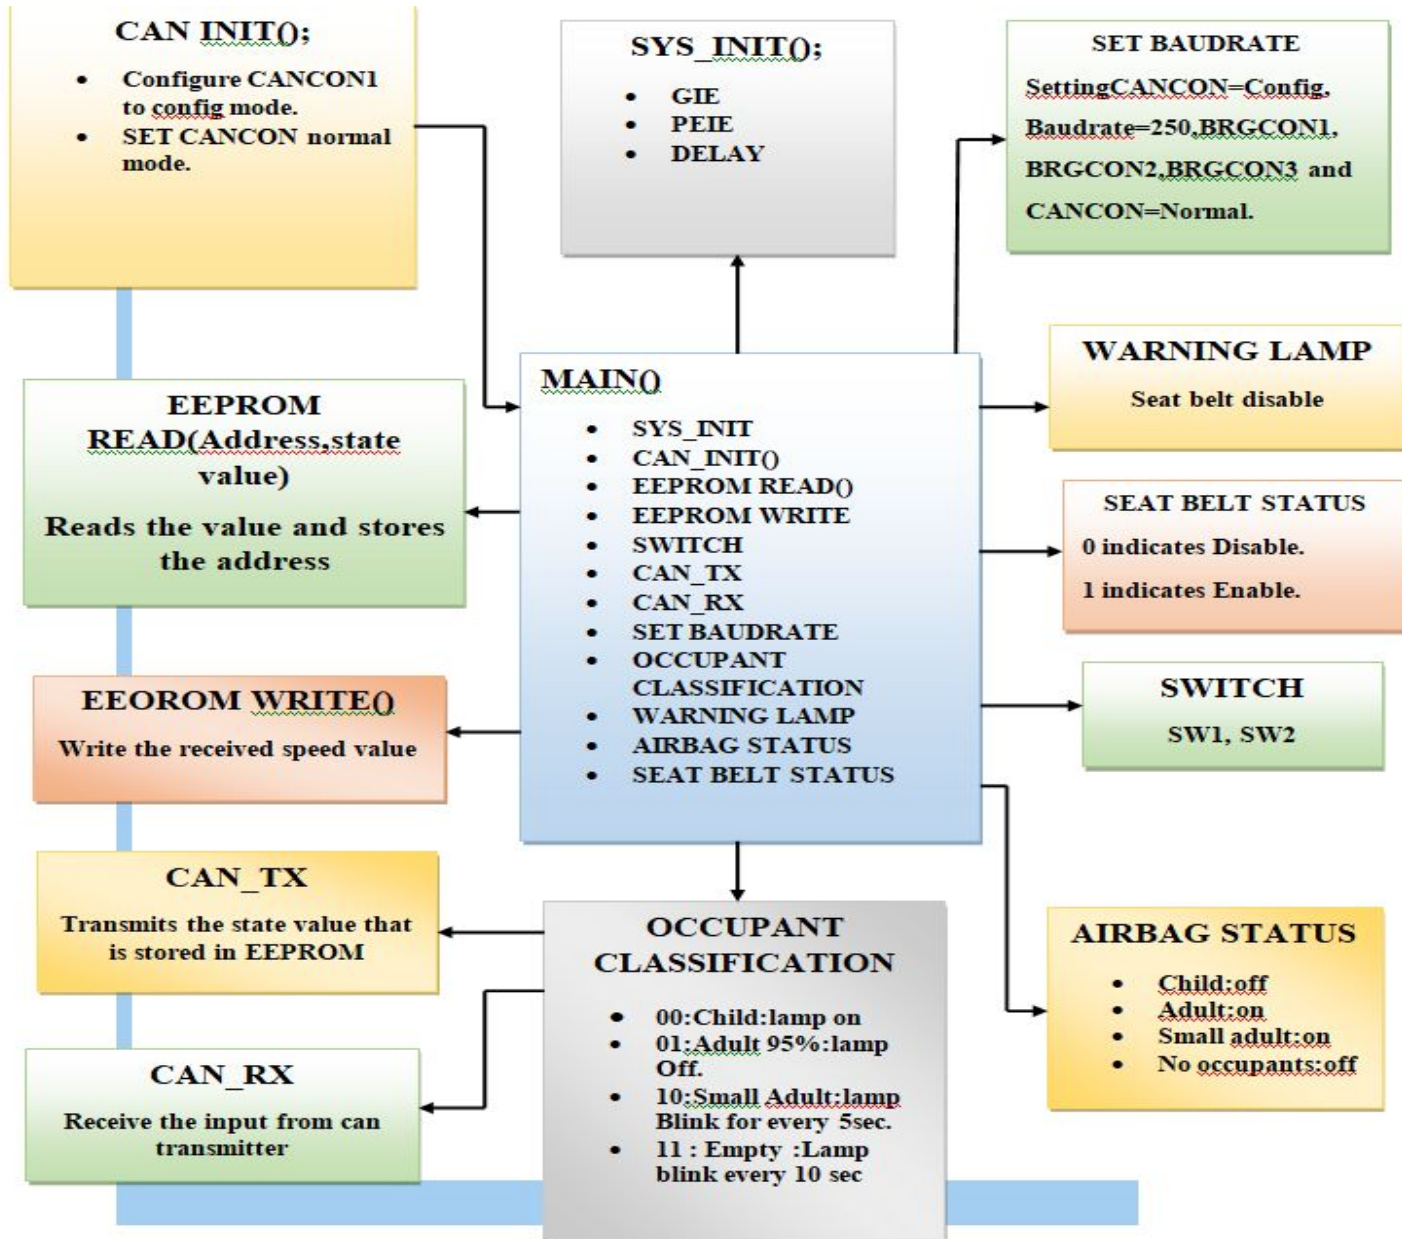 CAN INIT();
• Configure CANCON1
to config mode.
• SET CANCON normal
mode.
SYS_INIT();
• GIE
• PEIE
• DELAY
SET BAUDRATE
SettingCANCON=Config,
Baudrate=250,BRGCON1,
BRGCON2,BRGCON3 and
CANCON=Normal.
EEPROM
READ(Address,state
value)
Reads the value and stores
the address
MAIN()
• SYS_INIT
• CAN_INIT()
• EEPROM READ()
• EEPROM WRITE
• SWITCH
• CAN_TX
• CAN_RX
• SET BAUDRATE
• OCCUPANT
CLASSIFICATION
• WARNING LAMP
• AIRBAG STATUS
• SEAT BELT STATUS
WARNING LAMP
Seat belt disable
SEAT BELT STATUS
0 indicates Disable.
1 indicates Enable.
EEOROM WRITE()
Write the received speed value
SWITCH
SW1, SW2
CAN_TX
Transmits the state value that
is stored in EEPROM
OCCUPANT
CLASSIFICATION
• 00:Child:lamp on
• 01:Adult 95%:lamp
Off.
• 10:Small Adult:lamp
Blink for every 5sec.
• 11 : Empty :Lamp
blink every 10 sec
AIRBAG STATUS
• Child:off
• Adult:on
• Small adult:on
• No occupants:off
CAN_RX
Receive the input from can
transmitter